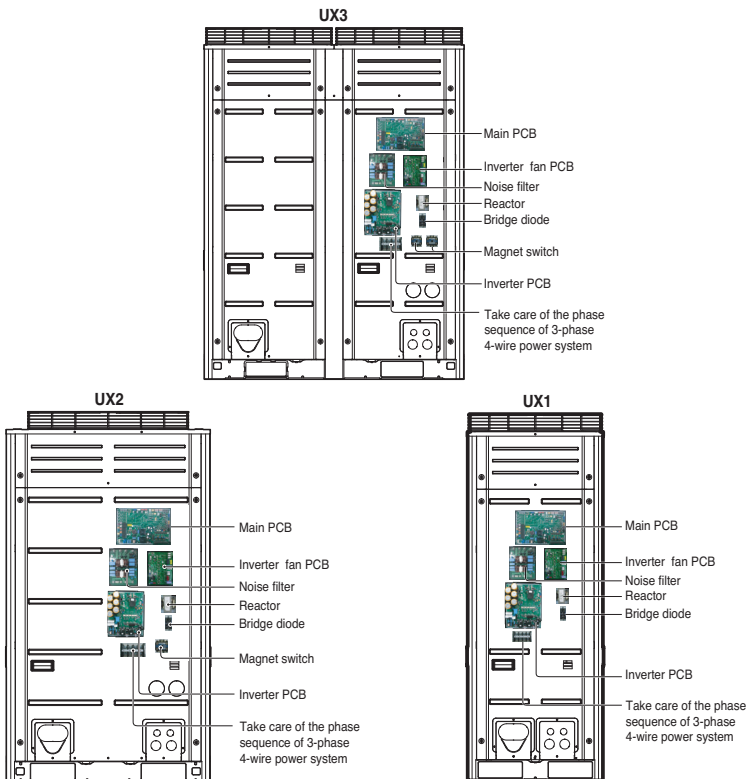 UX3
Main PCB
Inverter fan PCB
Noise filter
Reactor
Bridge diode
Magnet switch
Inverter PCB
Take care of the phase
sequence of 3-phase
4-wire power system
UX2
Main PCB
Inverter fan PCB
Noise filter
Reactor
Bridge diode
Magnet switch
Inverter PCB
Take care of the phase
sequence of 3-phase
4-wire power system
UX1
Main PCB
Inverter fan PCB
Noise filter
Reactor
Bridge diode
Inverter PCB
Take care of the phase
sequence of 3-phase
4-wire power system